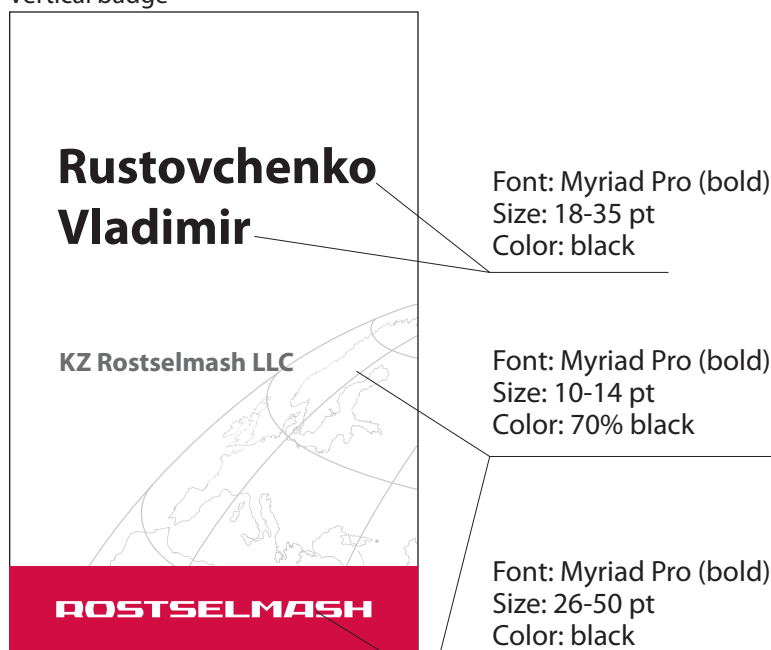 Vertical badge
Rustovchenko
Vladimir
KZ Rostselmash LLC
ROSTSELMASH
Font: Myriad Pro (bold)
Size: 18-35 pt
Color: black
Font: Myriad Pro (bold)
Size: 10-14 pt
Color: 70% black
Font: Myriad Pro (bold)
Size: 26-50 pt
Color: black